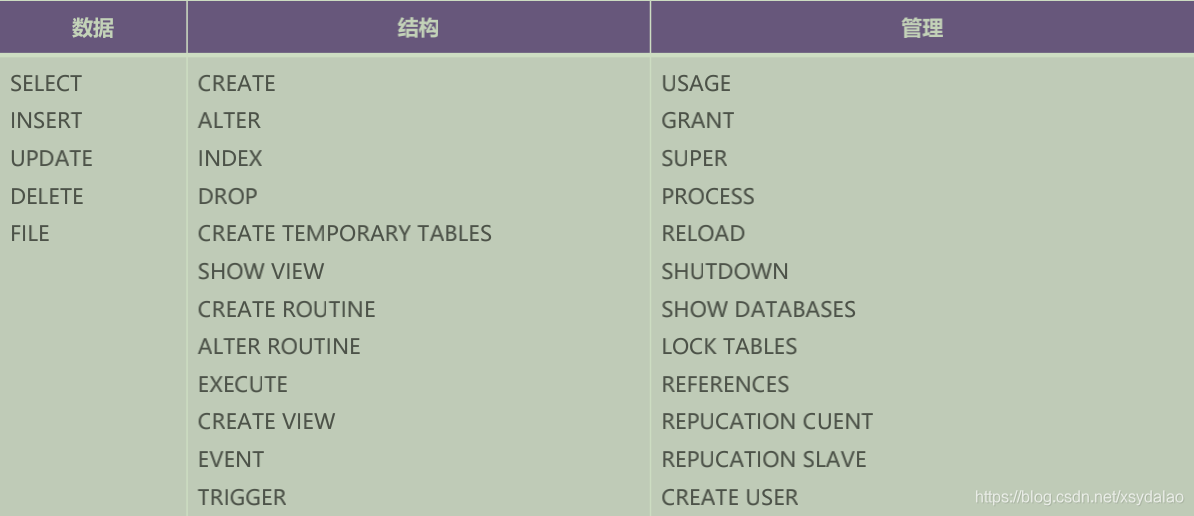 数据 结构 管理
SELECT CREATE USAGE
INSERT ALTER GRANT
UPDATE INDEX SUPER
DELETE DROP PROCESS
FILE CREATE TEMPORARY TABLES RELOAD
SHOW VIEW SHUTDOWN
CREATE ROUTINE SHOW DATABASES
ALTER ROUTINE LOCK TABLES
EXECUTE REFERENCES
CREATE VIEW REPUCATION CUENT
EVENT REPUCATION SLAVE
TRIGGER CREATE USER
https://blog.csdn.net/xsydalao